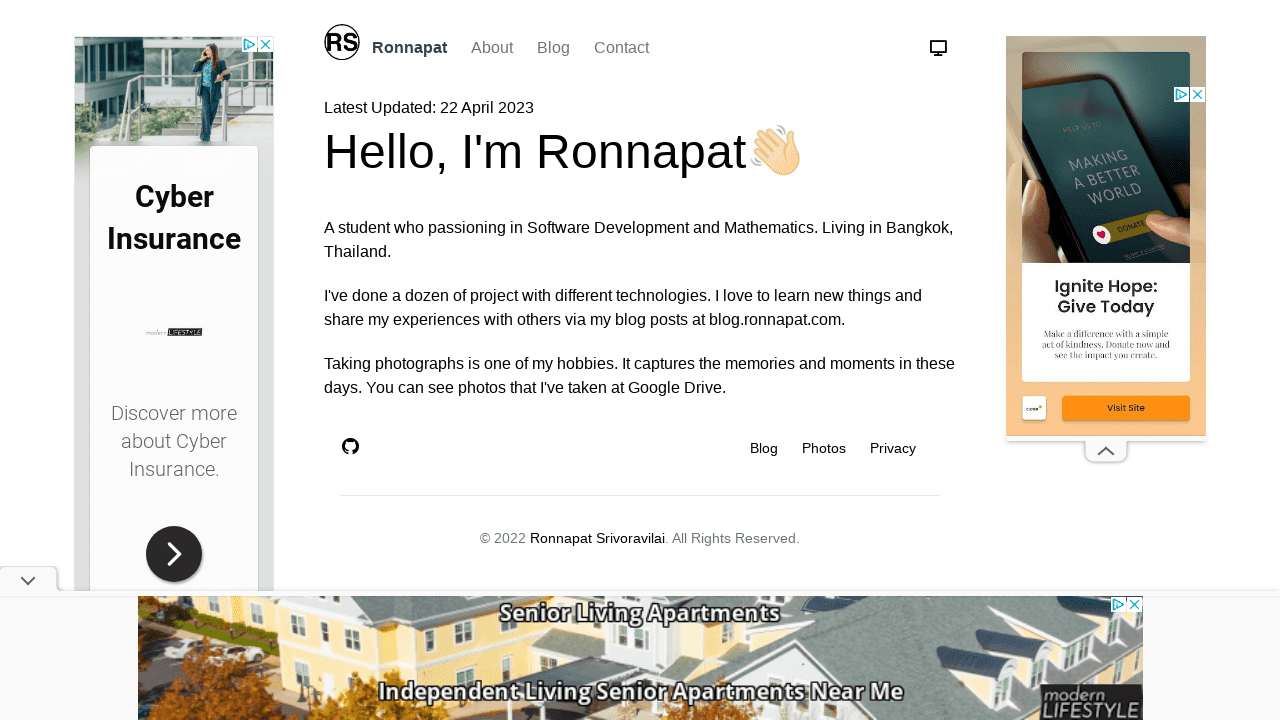 RS
Ronnapat About Blog Contact
Latest Updated: 22 April 2023
Hello, I'm Ronnapat
A student who passioning in Software Development and Mathematics. Living in Bangkok,
Thailand.
I've done a dozen of project with different technologies. I love to learn new things and
share my experiences with others via my blog posts at blog.ronnapat.com.
Taking photographs is one of my hobbies. It captures the memories and moments in these
days. You can see photos that I've taken at Google Drive.
Blog Photos Privacy
© 2022 Ronnapat Srivoravilai. All Rights Reserved.
Cyber
Insurance
modern LIFESTYLE
Discover more
about Cyber
Insurance.
HELP US TO
MAKING
A BETTER
WORLD
DONATE
Ignite Hope:
Give Today
Make a difference with a simple
act of kindness. Donate now and
see the impact you create.
Visit Site
Senior Living Apartments
Independent Living Senior Apartments Near Me
modern
LIFESTYLE